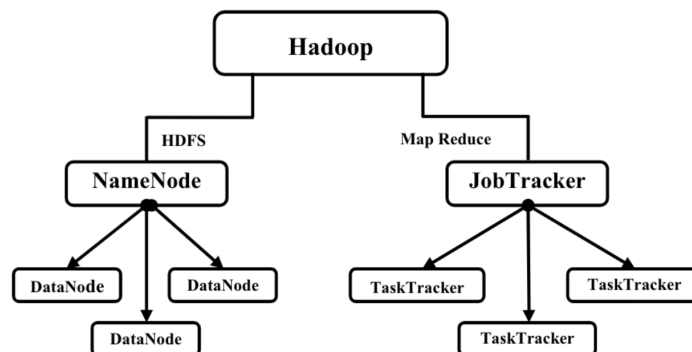 Hadoop
HDFS
Map Reduce
NameNode
JobTracker
DataNode
DataNode
TaskTracker
TaskTracker
DataNode
TaskTracker